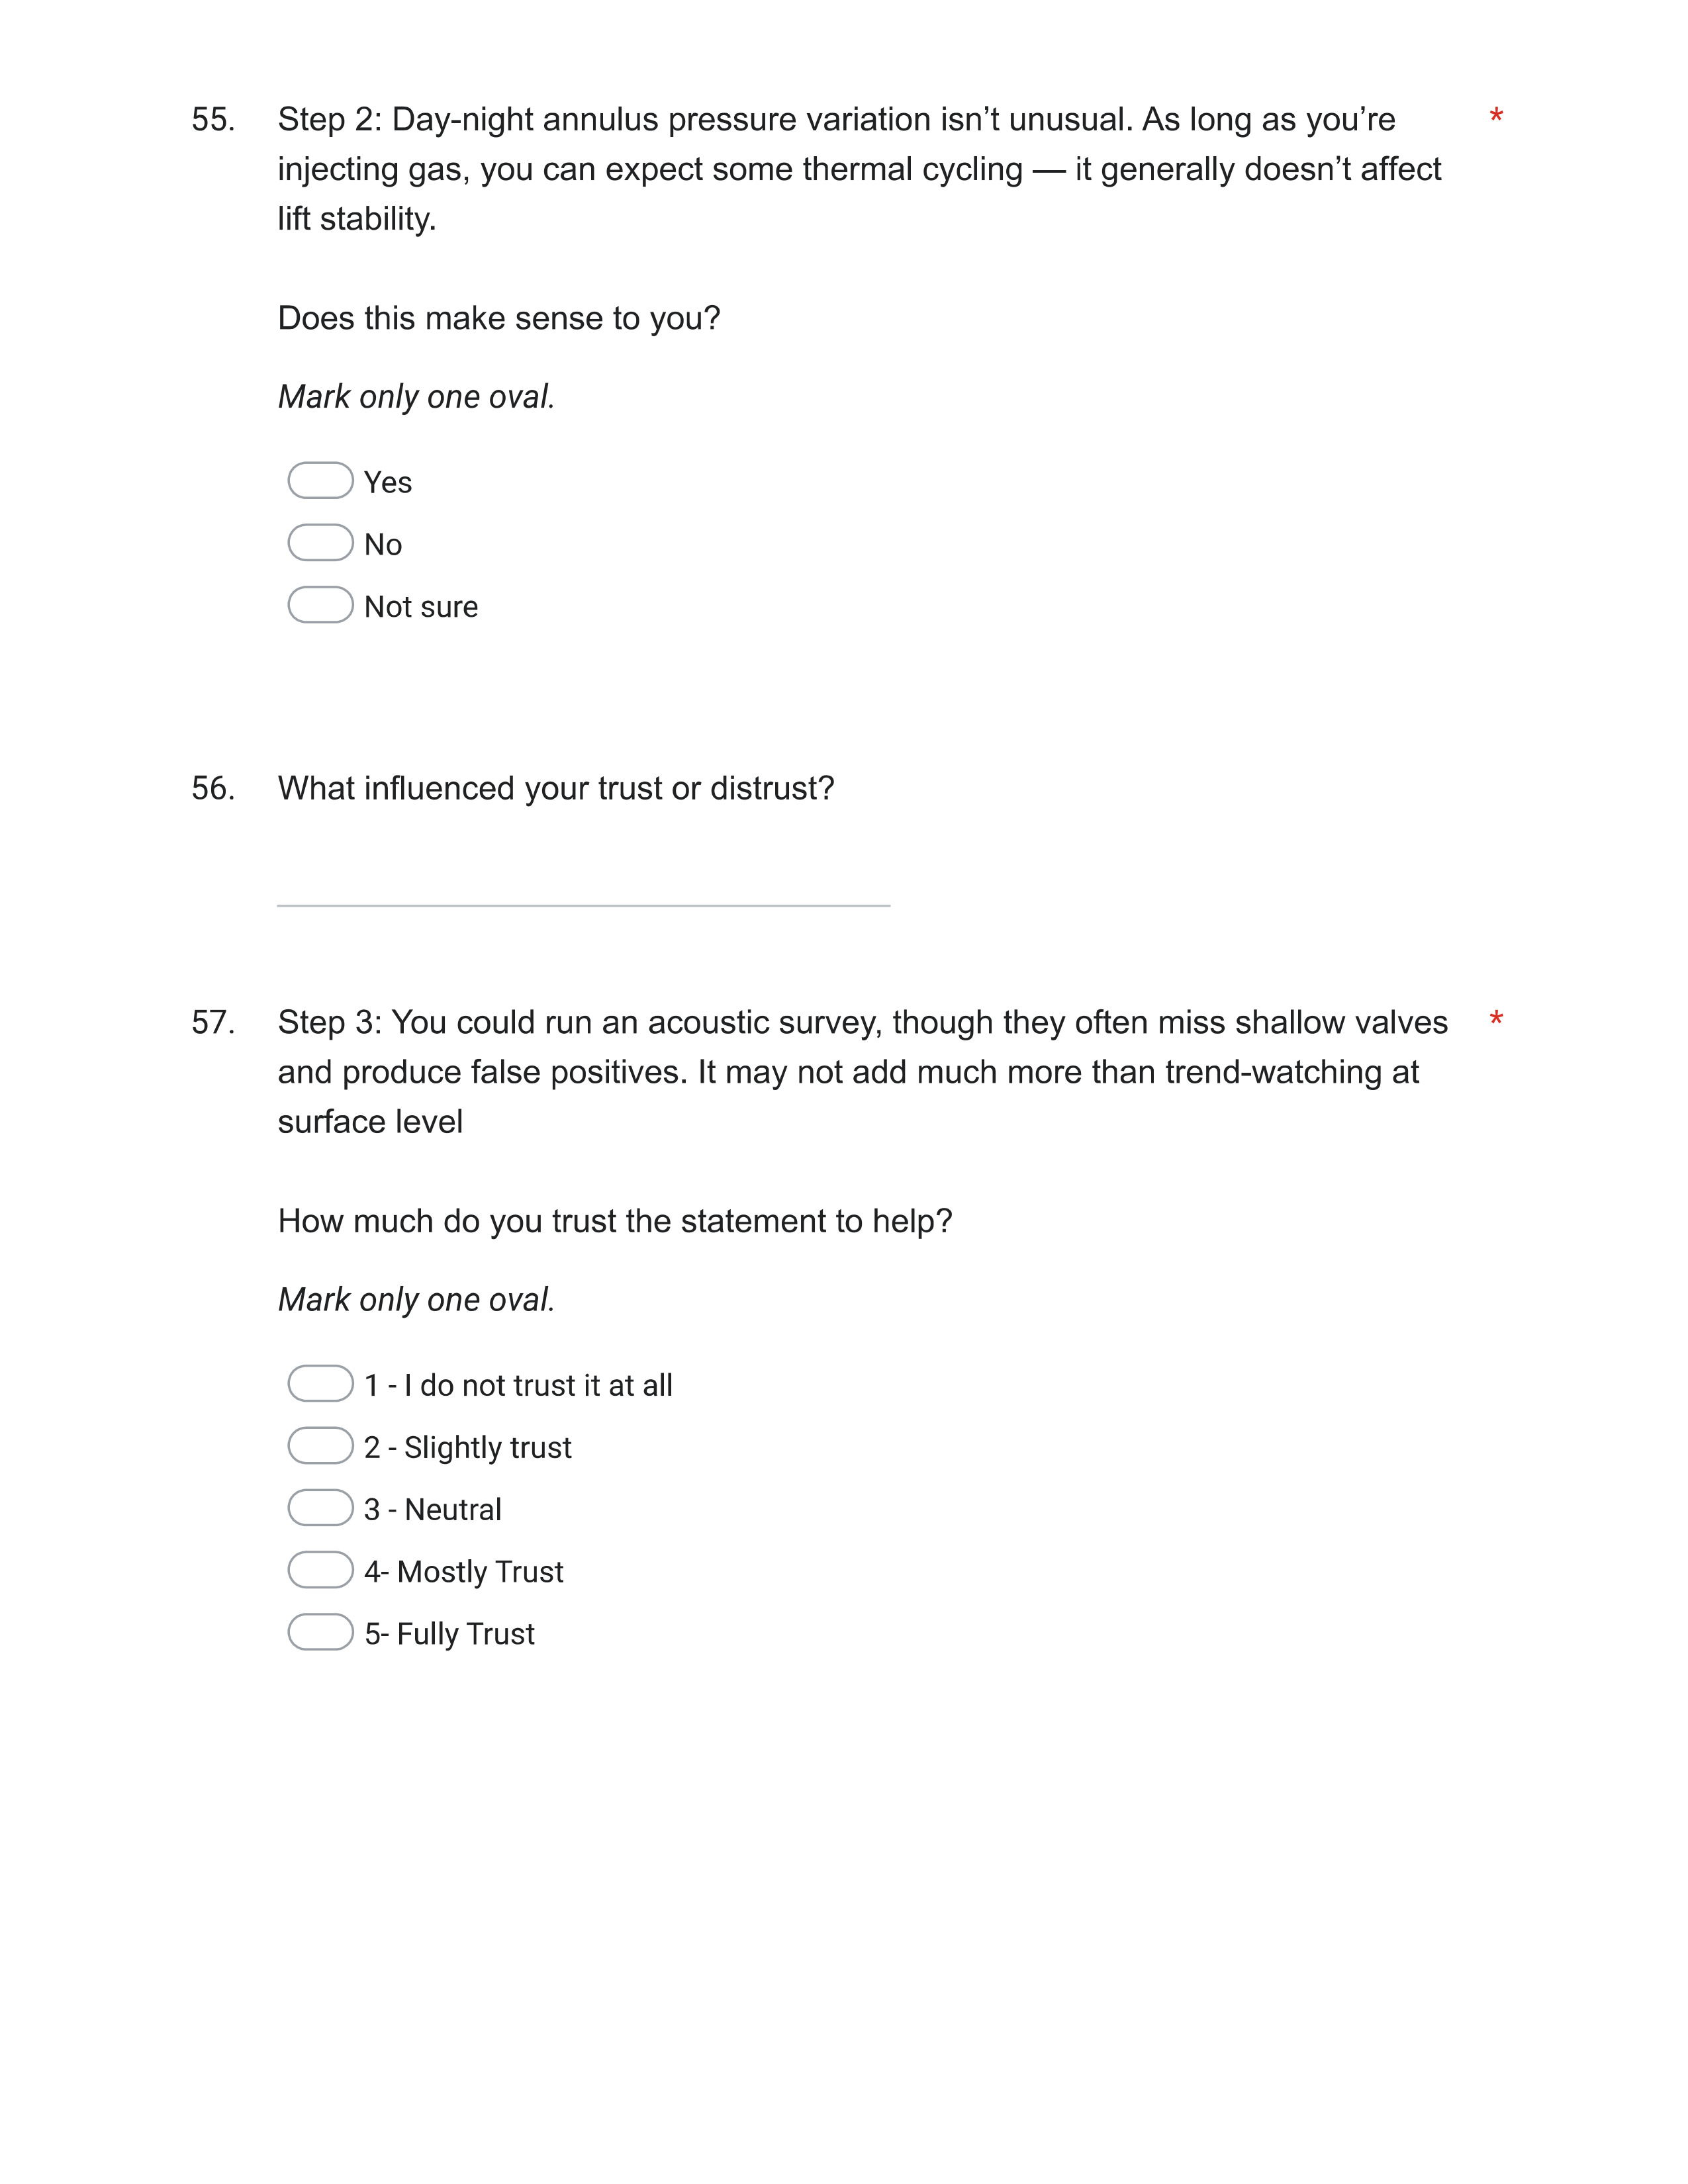 55. Step 2: Day-night annulus pressure variation isn’t unusual. As long as you’re *
injecting gas, you can expect some thermal cycling — it generally doesn’t affect
lift stability.
Does this make sense to you?
Mark only one oval.
Yes
No
Not sure
56. What influenced your trust or distrust?
57. Step 3: You could run an acoustic survey, though they often miss shallow valves *
and produce false positives. It may not add much more than trend-watching at
surface level
How much do you trust the statement to help?
Mark only one oval.
1 - I do not trust it at all
2 - Slightly trust
3 - Neutral
4- Mostly Trust
5- Fully Trust